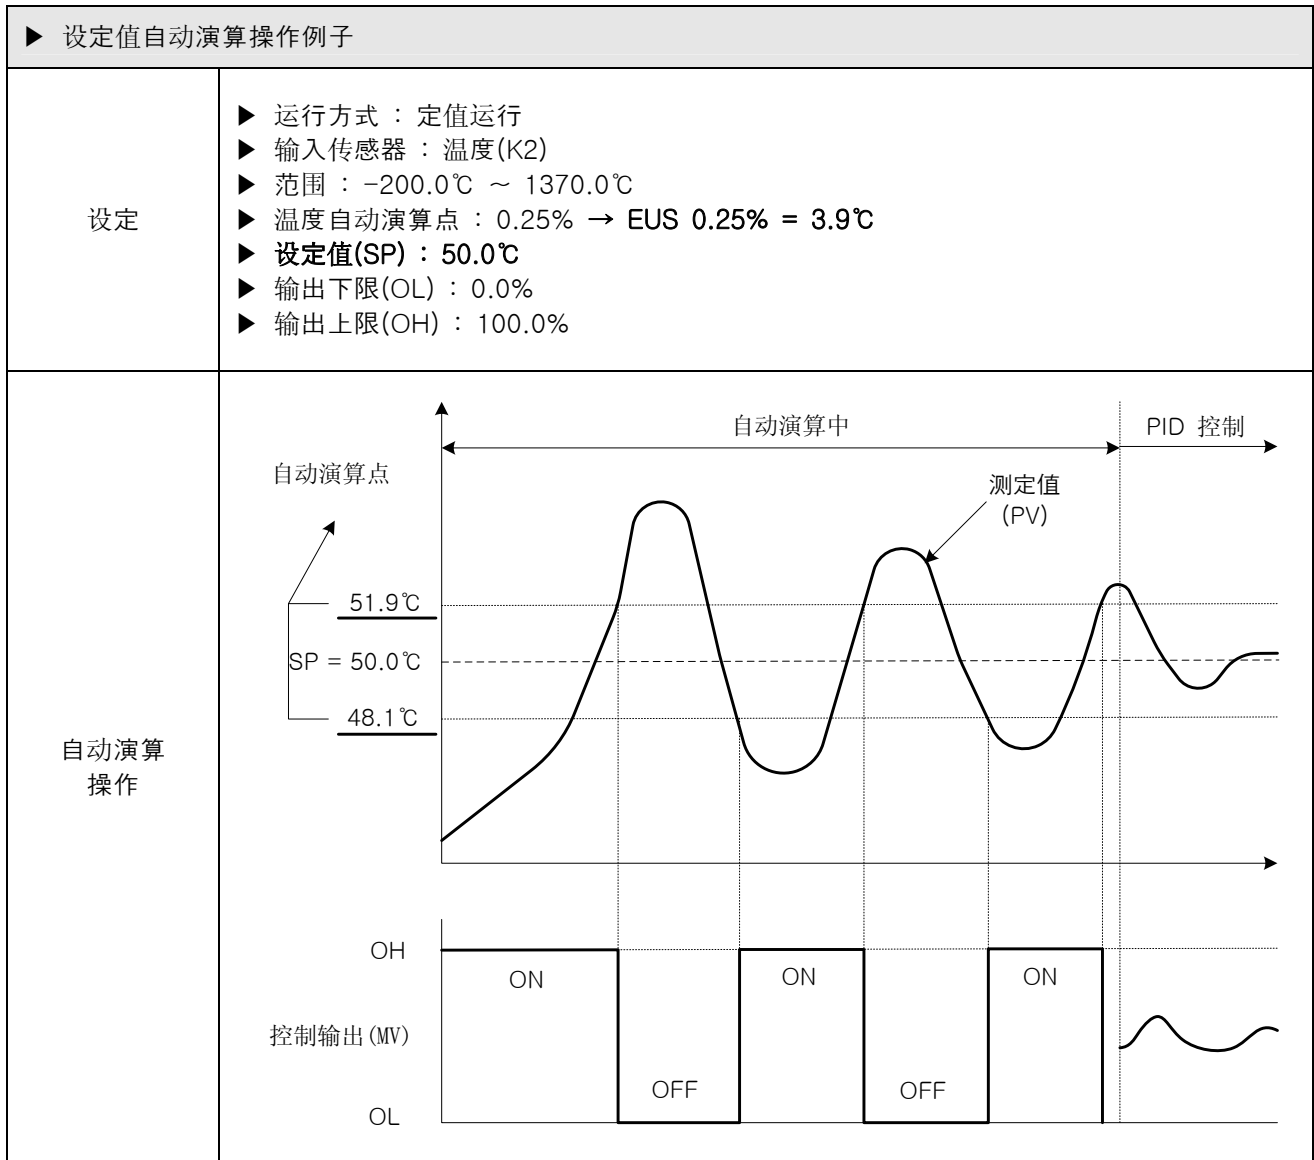 ▶ 设定值自动演算操作例子
设定
▶ 运行方式 : 定值运行
▶ 输入传感器 : 温度(K2)
▶ 范围 : -200.0℃ ~ 1370.0℃
▶ 温度自动演算点 : 0.25% → EUS 0.25% = 3.9℃
▶ 设定值(SP) : 50.0℃
▶ 输出下限(OL) : 0.0%
▶ 输出上限(OH) : 100.0%
自动演算
操作
自动演算中
PID 控制
自动演算点
测定值
(PV)
51.9℃
SP = 50.0℃
48.1℃
OH
ON
ON
ON
控制输出(MV)
OFF
OFF
OL